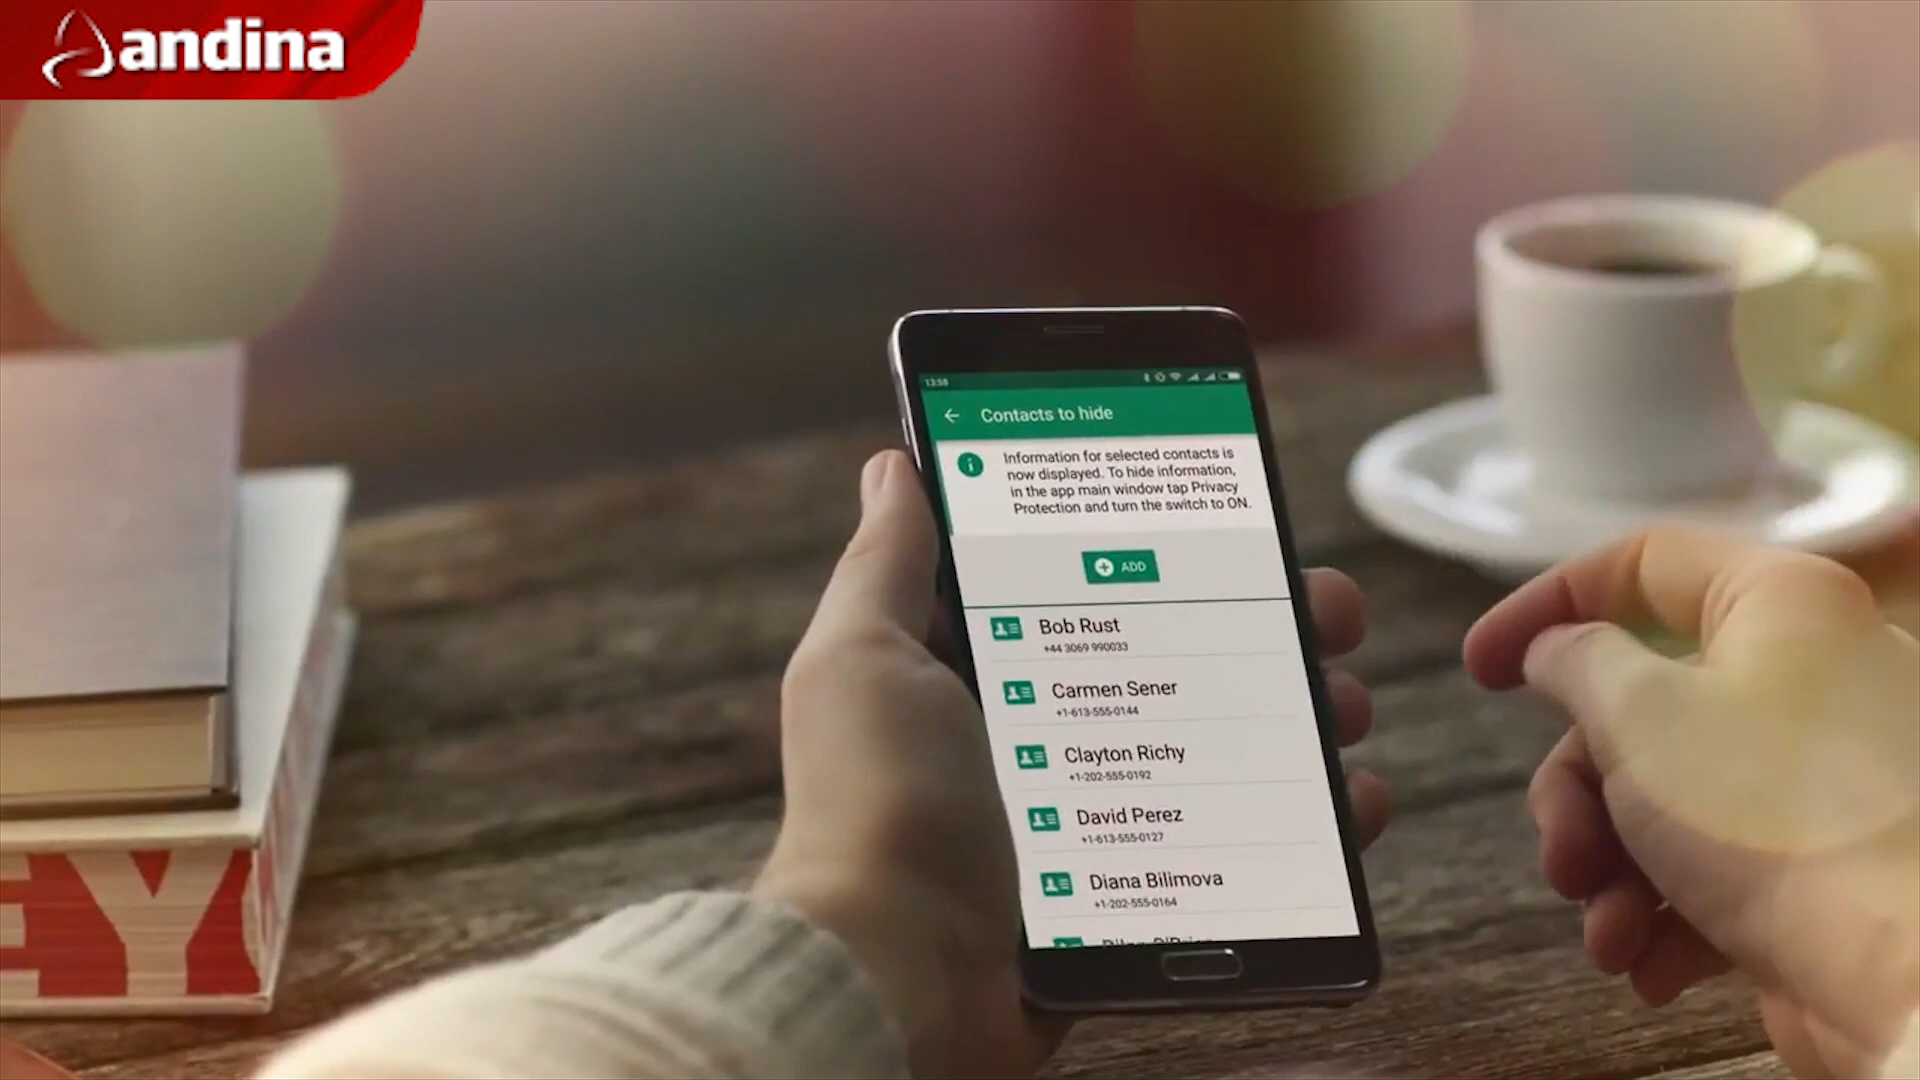 andina
13:58
Contacts to hide
Information for selected contacts is
now displayed. To hide information,
in the app main window tap Privacy
Protection and turn the switch to ON.
ADD
Bob Rust
+44 3069 990033
Carmen Sener
+1-613-555-0144
Clayton Richy
+1-202-555-0192
David Perez
+1-613-555-0127
Diana Bilimova
+1-202-555-0164
EY